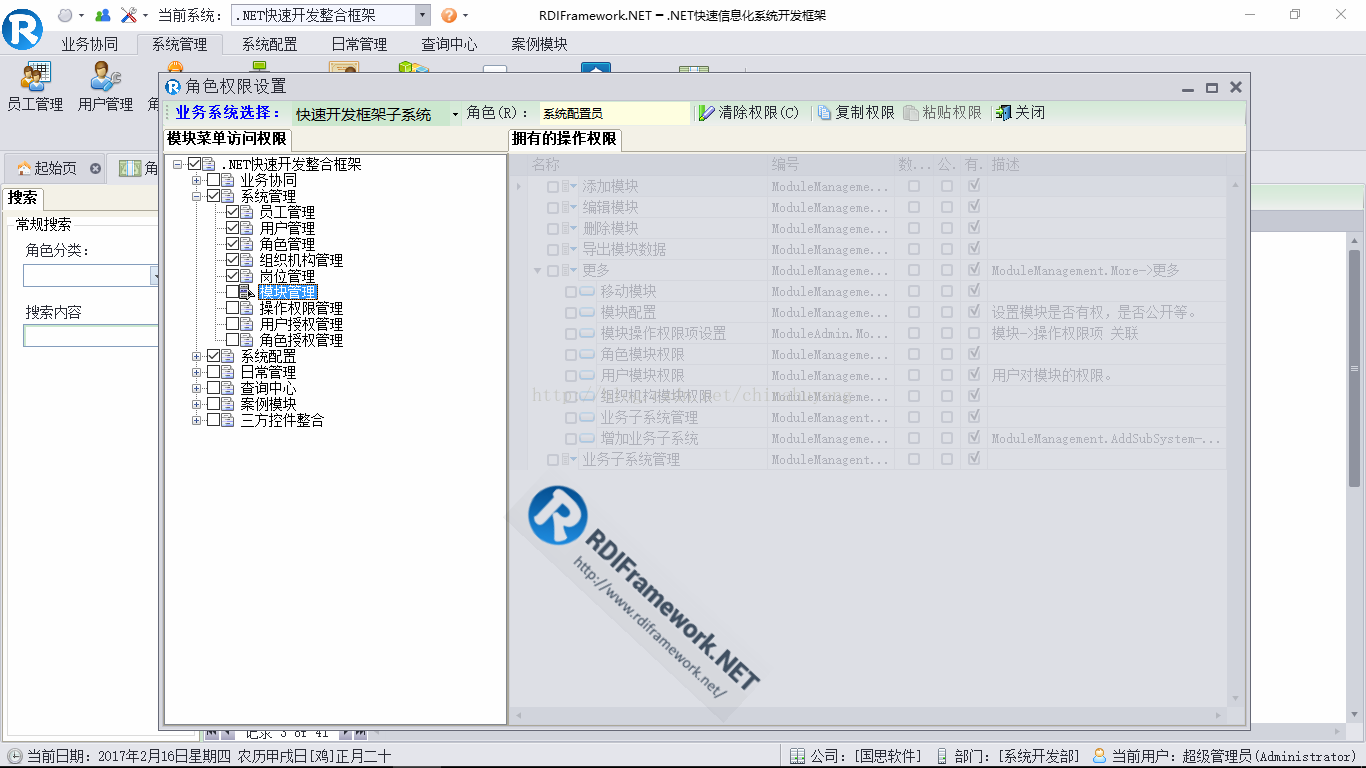 当前系统: .NET快速开发整合框架
RDIFramework.NET - .NET快速信息化系统开发框架
业务协同 系统管理 系统配置 日常管理 查询中心 案例模块
员工管理 用户管理
角色权限设置
业务系统选择: 快速开发框架子系统 角色(R): 系统配置员 清除权限(C) 复制权限 粘贴权限 关闭
模块菜单访问权限 拥有的操作权限
起始页
搜索
常规搜索
角色分类:
搜索内容
.NET快速开发整合框架
业务协同
系统管理
员工管理
用户管理
角色管理
组织机构管理
岗位管理
模块管理
操作权限管理
用户授权管理
角色授权管理
系统配置
日常管理
查询中心
案例模块
三方控件整合
名称 编号 数... 公. 有. 描述
添加模块 ModuleManageme...
编辑模块 ModuleManageme...
删除模块 ModuleManageme...
导出模块数据 ModuleManageme...
更多 ModuleManageme... ModuleManagement.More->更多
移动模块 ModuleManageme...
模块配置 ModuleManageme... 设置模块是否有权，是否公开等。
模块操作权限项设置 ModuleAdmin.Mo... 模块->操作权限项 关联
角色模块权限 ModuleManageme...
用户模块权限 ModuleManageme... 用户对模块的权限。
组织机构模块权限 ModuleManageme...
业务子系统管理 ModuleManagent...
增加业务子系统 ModuleManageme... ModuleManagement.AddSubSystem-...
业务子系统管理 ModuleManagent...
RDIFramework.NET
http://www.rdiframework.net/
记录 3 of 41
当前日期: 2017年2月16日星期四 农历甲戌日[鸡]正月二十 公司: [国思软件] 部门: [系统开发部] 当前用户: 超级管理员(Administrator)